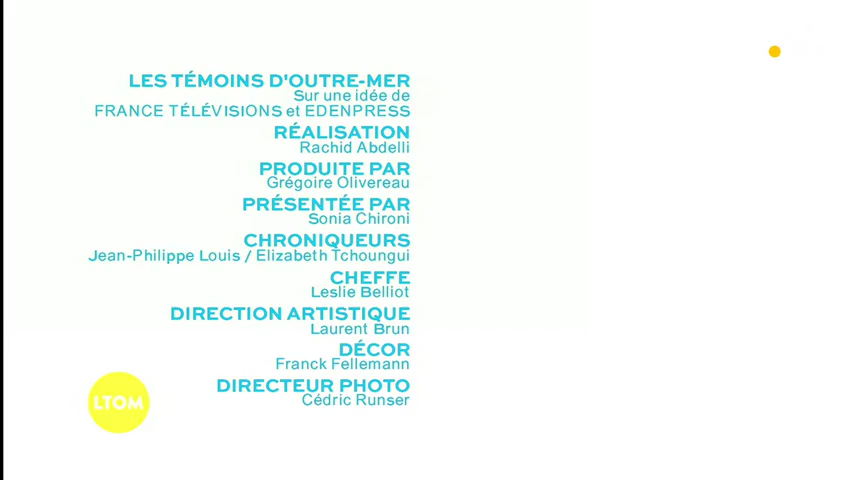 LES TÉMOINS D'OUTRE-MER
Sur une idée de
FRANCE TÉLÉVISIONS et EDENPRESS
RÉALISATION
Rachid Abdelli
PRODUITE PAR
Grégoire Olivereau
PRÉSENTÉE PAR
Sonia Chironi
CHRONIQUEURS
Jean-Philippe Louis / Elizabeth Tchoungui
CHEFFE
Leslie Belliot
DIRECTION ARTISTIQUE
Laurent Brun
DÉCOR
Franck Fellemann
DIRECTEUR PHOTO
Cédric Runser
LTOM